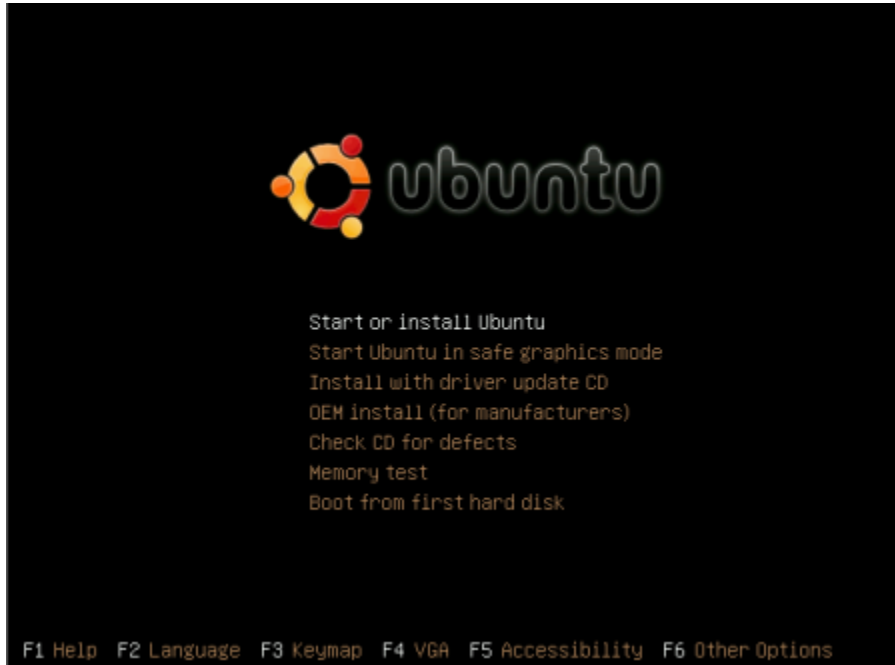 ubuntu
Start or install Ubuntu
Start Ubuntu in safe graphics mode
Install with driver update CD
OEM install (for manufacturers)
Check CD for defects
Memory test
Boot from first hard disk
F1 Help F2 Language F3 Keymap F4 VGA F5 Accessibility F6 Other Options